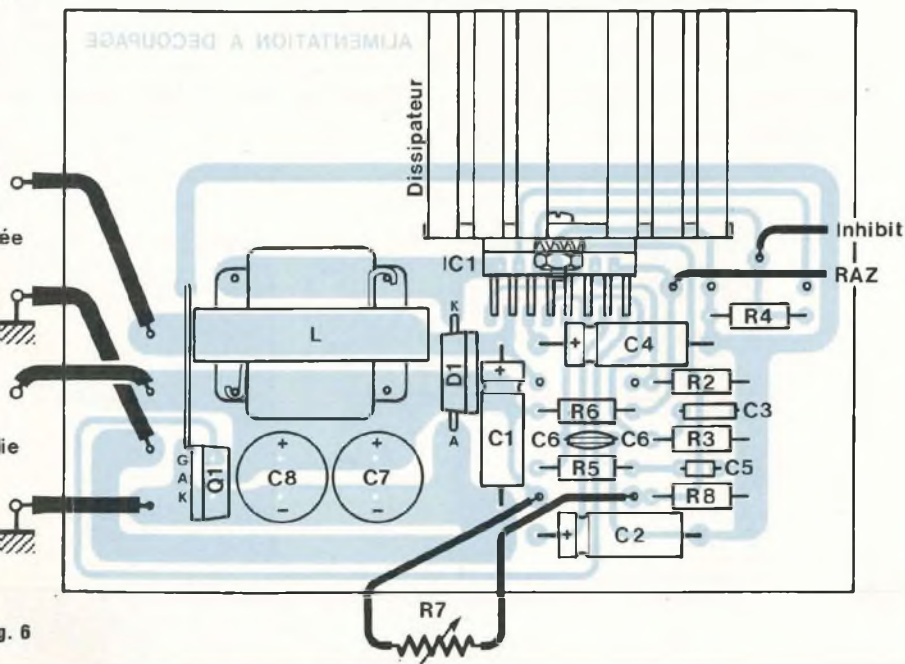 ALIMENTATION A DECOUPAGE
Dissipateur
ée
Inhibit
IC1
RAZ
R4
L
K
D1
A
+
C4
R2
C3
R6
+
C1
C6
C6
R3
ie
G
A
K
Q1
+
C8
-
+
C7
-
R5
C5
R8
+
C2
R7
g. 6